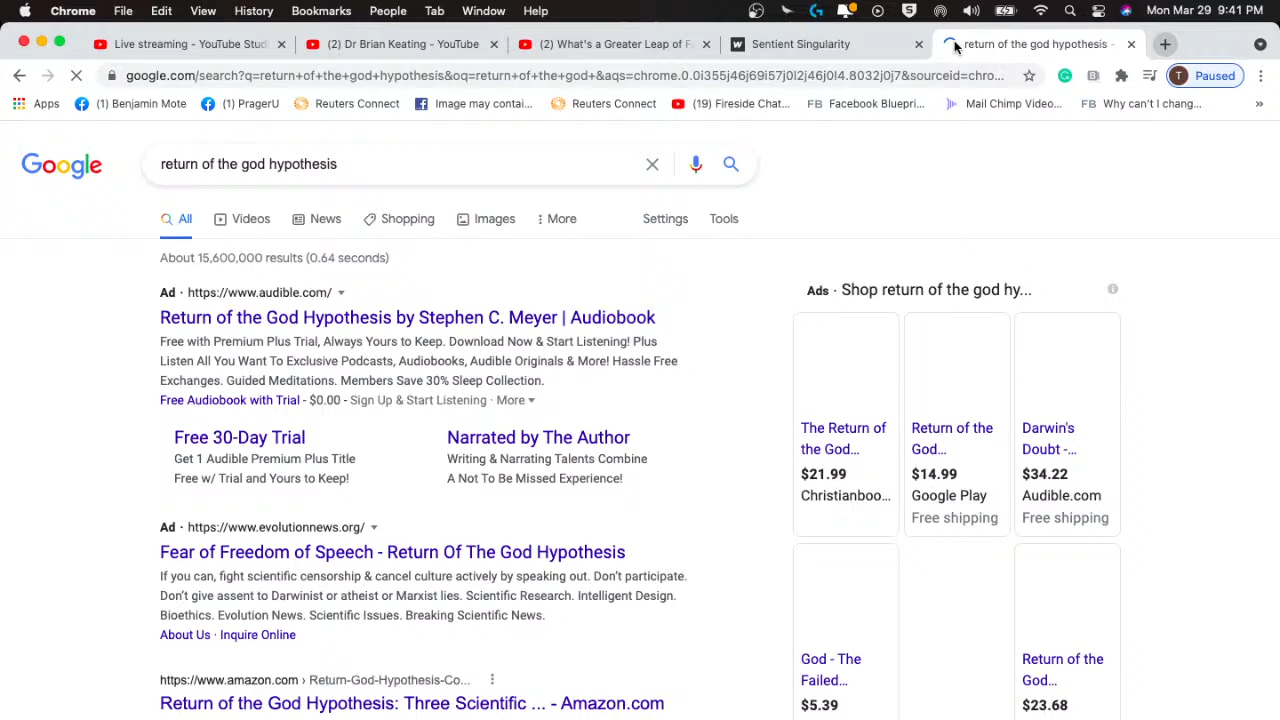 Chrome File Edit View History Bookmarks People Tab Window Help Mon Mar 29 9:41 PM
Live streaming - YouTube Stud
(2) Dr Brian Keating - YouTube
(2) What's a Greater Leap of F
Sentient Singularity
return of the god hypothesis -
google.com/search?q=return+of+the+god+hypothesis&oq=return+of+the+god+&aqs=chrome.0.0i355j46j69i57j0l2j46j0l4.8032j0j7&sourceid=chro...
T Paused
Apps
(1) Benjamin Mote
(1) PragerU
Reuters Connect
Image may contai...
Reuters Connect
(19) Fireside Chat...
FB Facebook Bluepri...
Mail Chimp Video...
FB Why can't I chang...
»
Google
return of the god hypothesis
All Videos News Shopping Images More Settings Tools
About 15,600,000 results (0.64 seconds)
Ad · https://www.audible.com/
Return of the God Hypothesis by Stephen C. Meyer | Audiobook
Free with Premium Plus Trial, Always Yours to Keep. Download Now & Start Listening! Plus
Listen All You Want To Exclusive Podcasts, Audiobooks, Audible Originals & More! Hassle Free
Exchanges. Guided Meditations. Members Save 30% Sleep Collection.
Free Audiobook with Trial - $0.00 - Sign Up & Start Listening · More
Free 30-Day Trial
Get 1 Audible Premium Plus Title
Free w/ Trial and Yours to Keep!
Narrated by The Author
Writing & Narrating Talents Combine
A Not To Be Missed Experience!
Ad · https://www.evolutionnews.org/
Fear of Freedom of Speech - Return Of The God Hypothesis
If you can, fight scientific censorship & cancel culture actively by speaking out. Don't participate.
Don't give assent to Darwinist or atheist or Marxist lies. Scientific Research. Intelligent Design.
Bioethics. Evolution News. Scientific Issues. Breaking Scientific News.
About Us · Inquire Online
https://www.amazon.com › Return-God-Hypothesis-Co...
Return of the God Hypothesis: Three Scientific ... - Amazon.com
Ads · Shop return of the god hy...
The Return of
the God...
$21.99
Christianboo...
Return of the
God...
$14.99
Google Play
Free shipping
Darwin's
Doubt -...
$34.22
Audible.com
Free shipping
God - The
Failed...
$5.39
Return of the
God...
$23.68